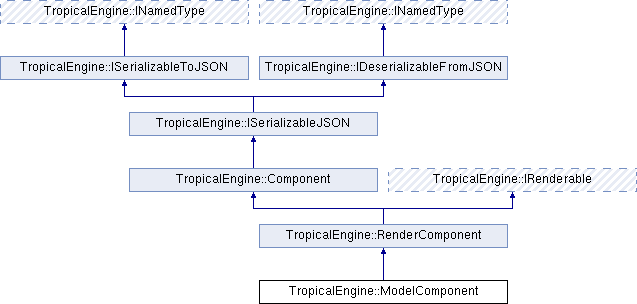 TropicalEngine::INamedType
TropicalEngine::INamedType
TropicalEngine::ISerializableToJSON
TropicalEngine::IDeserializableFromJSON
TropicalEngine::ISerializableJSON
TropicalEngine::Component
TropicalEngine::IRenderable
TropicalEngine::RenderComponent
TropicalEngine::ModelComponent